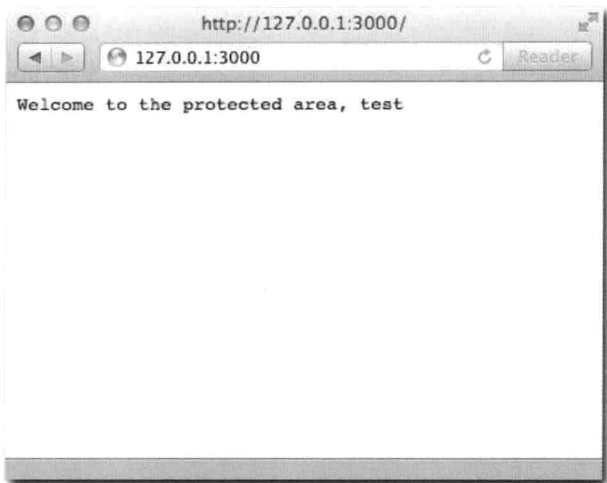 http://127.0.0.1:3000/
127.0.0.1:3000
Reader
Welcome to the protected area, test